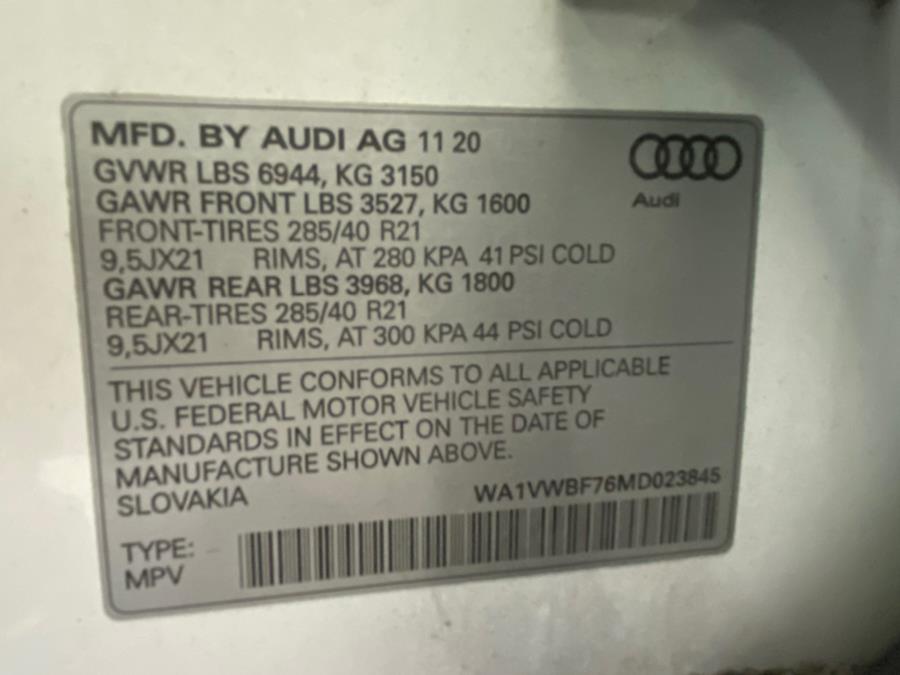 MFD. BY AUDI AG 11 20
GVWR LBS 6944, KG 3150
GAWR FRONT LBS 3527, KG 1600
FRONT-TIRES 285/40 R21
9,5JX21 RIMS, AT 280 KPA 41 PSI COLD
GAWR REAR LBS 3968, KG 1800
REAR-TIRES 285/40 R21
9,5JX21 RIMS, AT 300 KPA 44 PSI COLD
Audi
THIS VEHICLE CONFORMS TO ALL APPLICABLE
U.S. FEDERAL MOTOR VEHICLE SAFETY
STANDARDS IN EFFECT ON THE DATE OF
MANUFACTURE SHOWN ABOVE.
SLOVAKIA WA1VWBF76MD023845
TYPE:
MPV